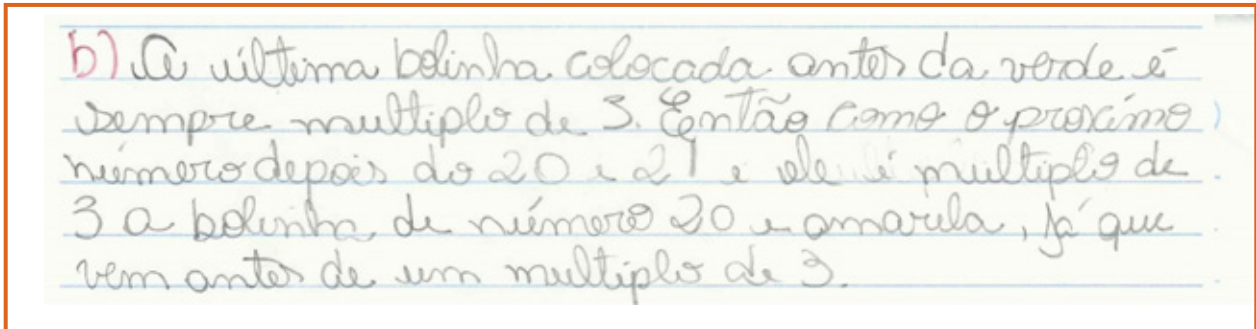 b) A última bolinha colocada antes da verde é
sempre multiplo de 3. Então como o proximo
número depois do 20 é 21 e ele é multiplo de
3 a bolinha de número 20 é amarela, já que
vem antes de um multiplo de 3.